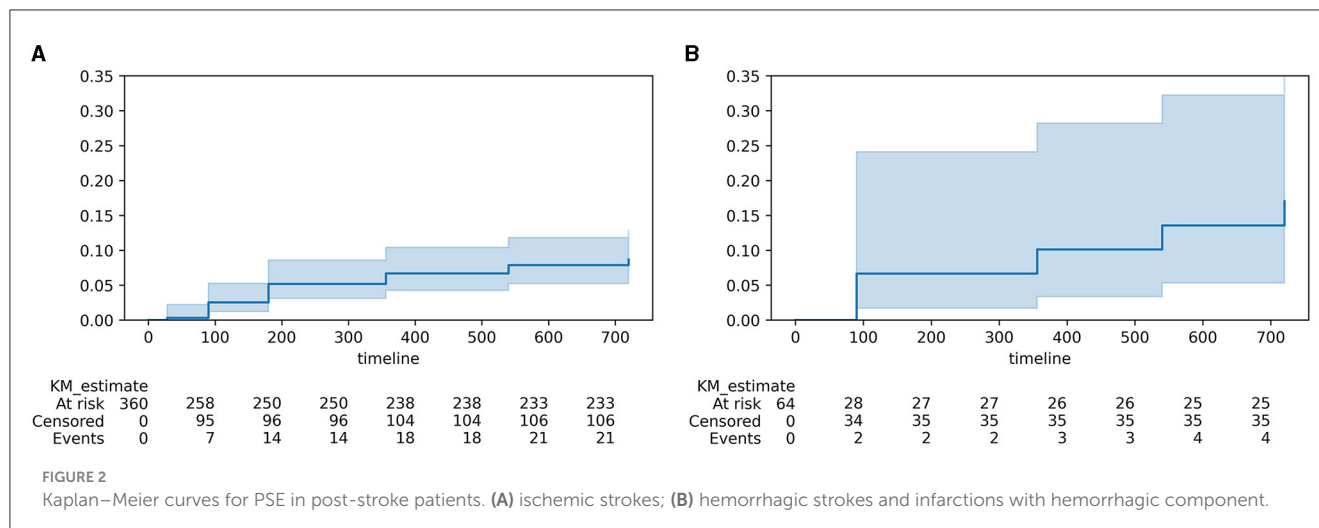 A
0.35
0.30
0.25
0.20
0.15
0.10
0.05
0.00
0 100 200 300 400 500 600 700
timeline
KM_estimate
At risk 360 258 250 250 238 238 233 233
Censored 0 95 96 96 104 104 106 106
Events 0 7 14 14 18 18 21 21
B
0.35
0.30
0.25
0.20
0.15
0.10
0.05
0.00
0 100 200 300 400 500 600 700
timeline
KM_estimate
At risk 64 28 27 27 26 26 25 25
Censored 0 34 35 35 35 35 35 35
Events 0 2 2 2 3 3 4 4
FIGURE 2
Kaplan–Meier curves for PSE in post-stroke patients. (A) ischemic strokes; (B) hemorrhagic strokes and infarctions with hemorrhagic component.